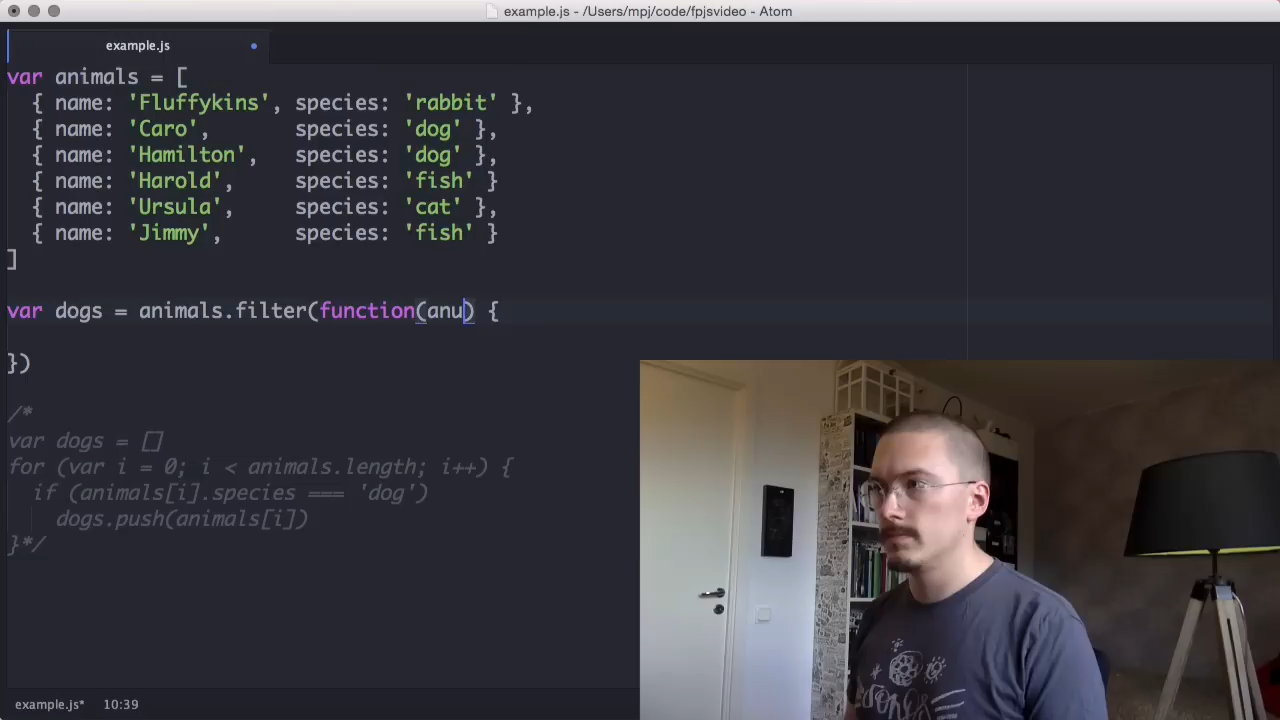 example.js - /Users/mpj/code/fpjsvideo - Atom
example.js
var animals = [
  { name: 'Fluffykins', species: 'rabbit' },
  { name: 'Caro',       species: 'dog' },
  { name: 'Hamilton',   species: 'dog' },
  { name: 'Harold',     species: 'fish' }
  { name: 'Ursula',     species: 'cat' },
  { name: 'Jimmy',      species: 'fish' }
]
var dogs = animals.filter(function(anu) {
})
/*
var dogs = []
for (var i = 0; i < animals.length; i++) {
  if (animals[i].species === 'dog')
    dogs.push(animals[i])
}*/
example.js* 10:39